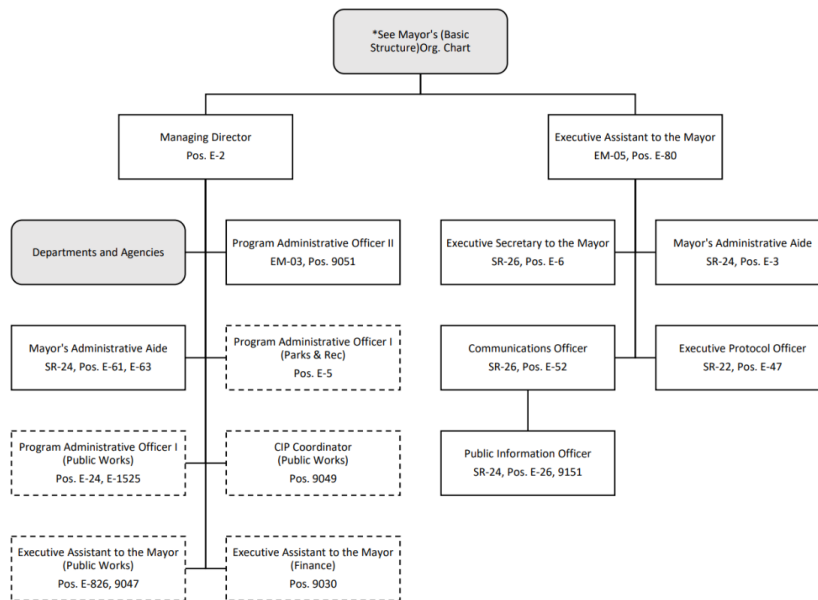 *See Mayor's (Basic
Structure)Org. Chart
Managing Director
Pos. E-2
Executive Assistant to the Mayor
EM-05, Pos. E-80
Departments and Agencies
Program Administrative Officer II
EM-03, Pos. 9051
Executive Secretary to the Mayor
SR-26, Pos. E-6
Mayor's Administrative Aide
SR-24, Pos. E-3
Mayor's Administrative Aide
SR-24, Pos. E-61, E-63
Program Administrative Officer I
(Parks & Rec)
Pos. E-5
Communications Officer
SR-26, Pos. E-52
Executive Protocol Officer
SR-22, Pos. E-47
Program Administrative Officer I
(Public Works)
Pos. E-24, E-1525
CIP Coordinator
(Public Works)
Pos. 9049
Public Information Officer
SR-24, Pos. E-26, 9151
Executive Assistant to the Mayor
(Public Works)
Pos. E-826, 9047
Executive Assistant to the Mayor
(Finance)
Pos. 9030